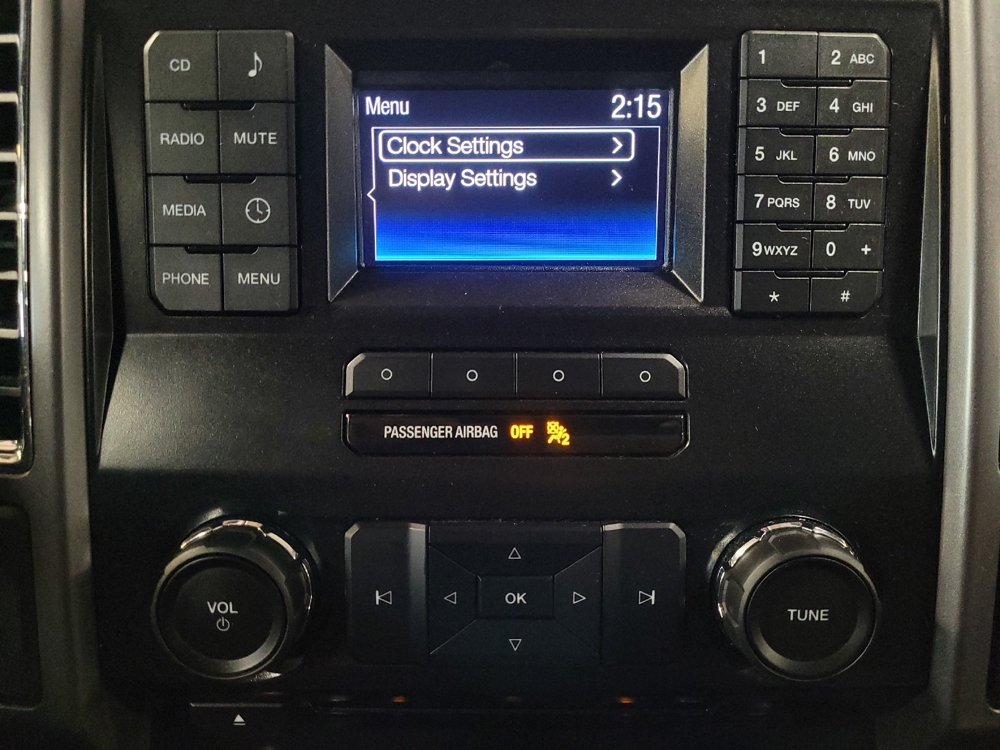 CD
RADIO MUTE
MEDIA
PHONE MENU
Menu 2:15
Clock Settings
Display Settings
1 2 ABC
3 DEF 4 GHI
5 JKL 6 MNO
7 PQRS 8 TUV
9 WXYZ 0 +
* #
PASSENGER AIRBAG OFF 2
VOL
OK
TUNE